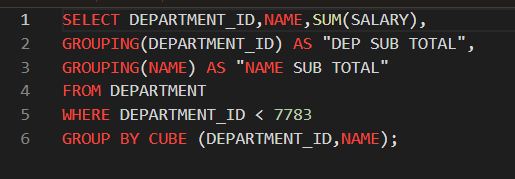 1 SELECT DEPARTMENT_ID,NAME,SUM(SALARY),
2 GROUPING(DEPARTMENT_ID) AS "DEP SUB TOTAL",
3 GROUPING(NAME) AS "NAME SUB TOTAL"
4 FROM DEPARTMENT
5 WHERE DEPARTMENT_ID < 7783
6 GROUP BY CUBE (DEPARTMENT_ID,NAME);